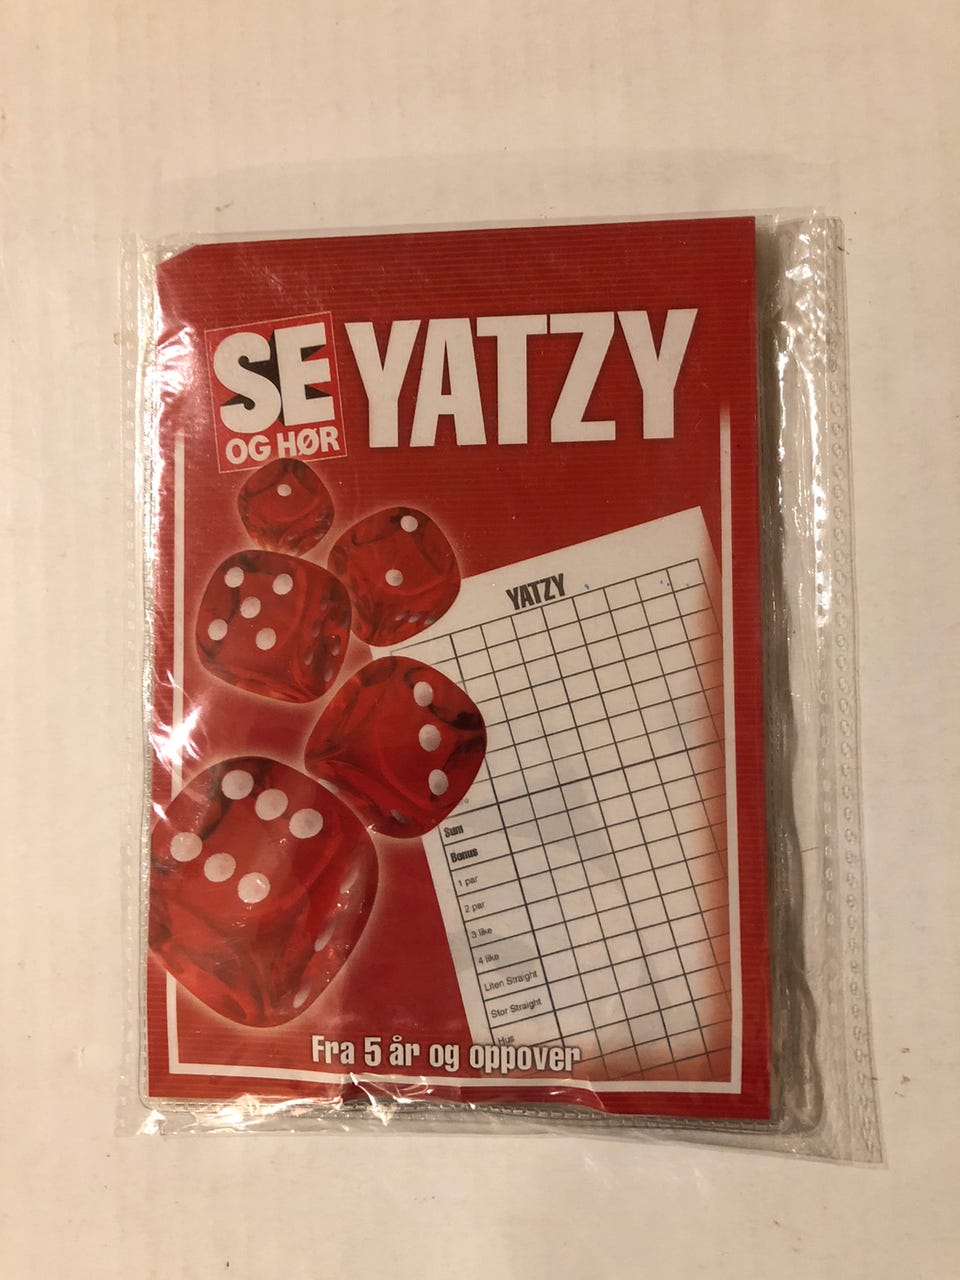 SE
OG HØR
YATZY
YATZY
Sum
Bonus
1 par
2 par
3 like
4 like
Liten Straight
Stor Straight
Hus
Fra 5 år og oppover